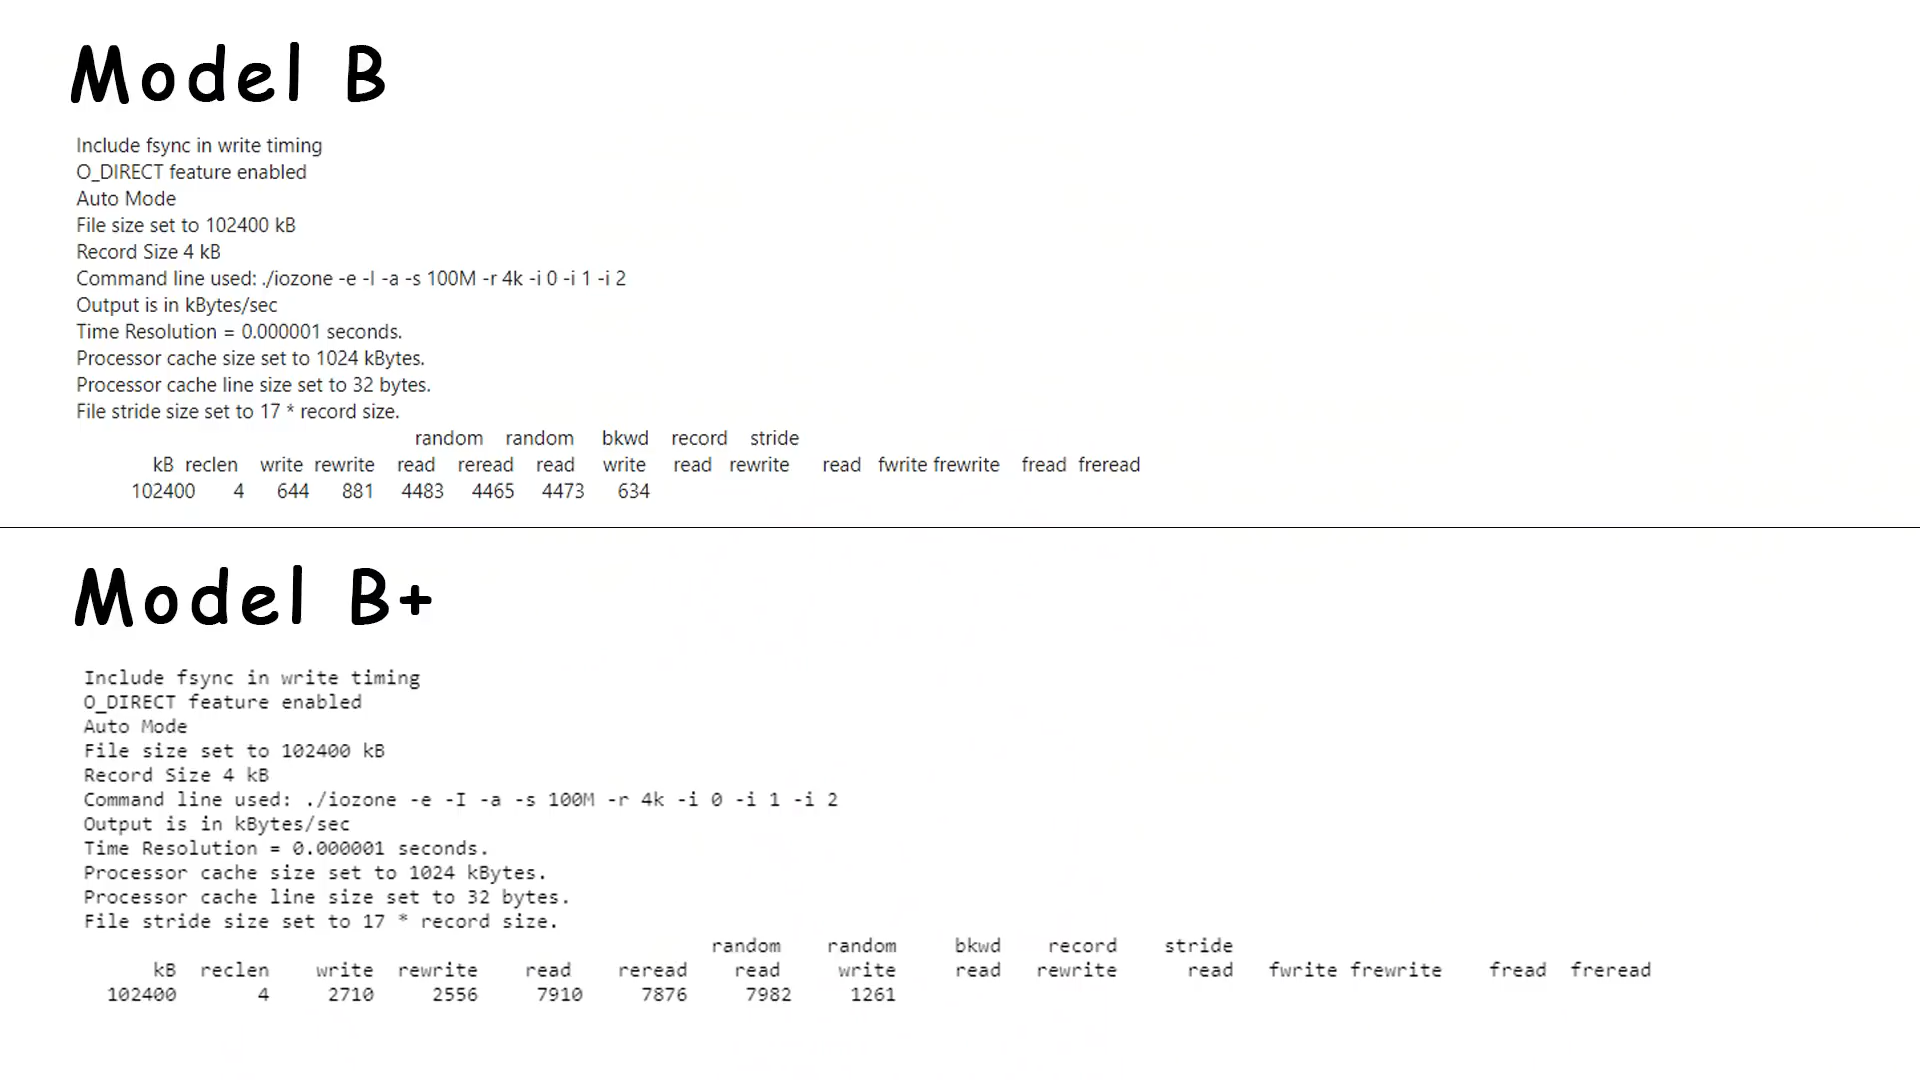 Model B
Include fsync in write timing
O_DIRECT feature enabled
Auto Mode
File size set to 102400 kB
Record Size 4 kB
Command line used: ./iozone -e -I -a -s 100M -r 4k -i 0 -i 1 -i 2
Output is in kBytes/sec
Time Resolution = 0.000001 seconds.
Processor cache size set to 1024 kBytes.
Processor cache line size set to 32 bytes.
File stride size set to 17 * record size.
random random bkwd record stride
kB reclen write rewrite read reread read write read rewrite read fwrite frewrite fread freread
102400 4 644 881 4483 4465 4473 634
Model B+
Include fsync in write timing
O_DIRECT feature enabled
Auto Mode
File size set to 102400 kB
Record Size 4 kB
Command line used: ./iozone -e -I -a -s 100M -r 4k -i 0 -i 1 -i 2
Output is in kBytes/sec
Time Resolution = 0.000001 seconds.
Processor cache size set to 1024 kBytes.
Processor cache line size set to 32 bytes.
File stride size set to 17 * record size.
random random bkwd record stride
kB reclen write rewrite read reread read write read rewrite read fwrite frewrite fread freread
102400 4 2710 2556 7910 7876 7982 1261